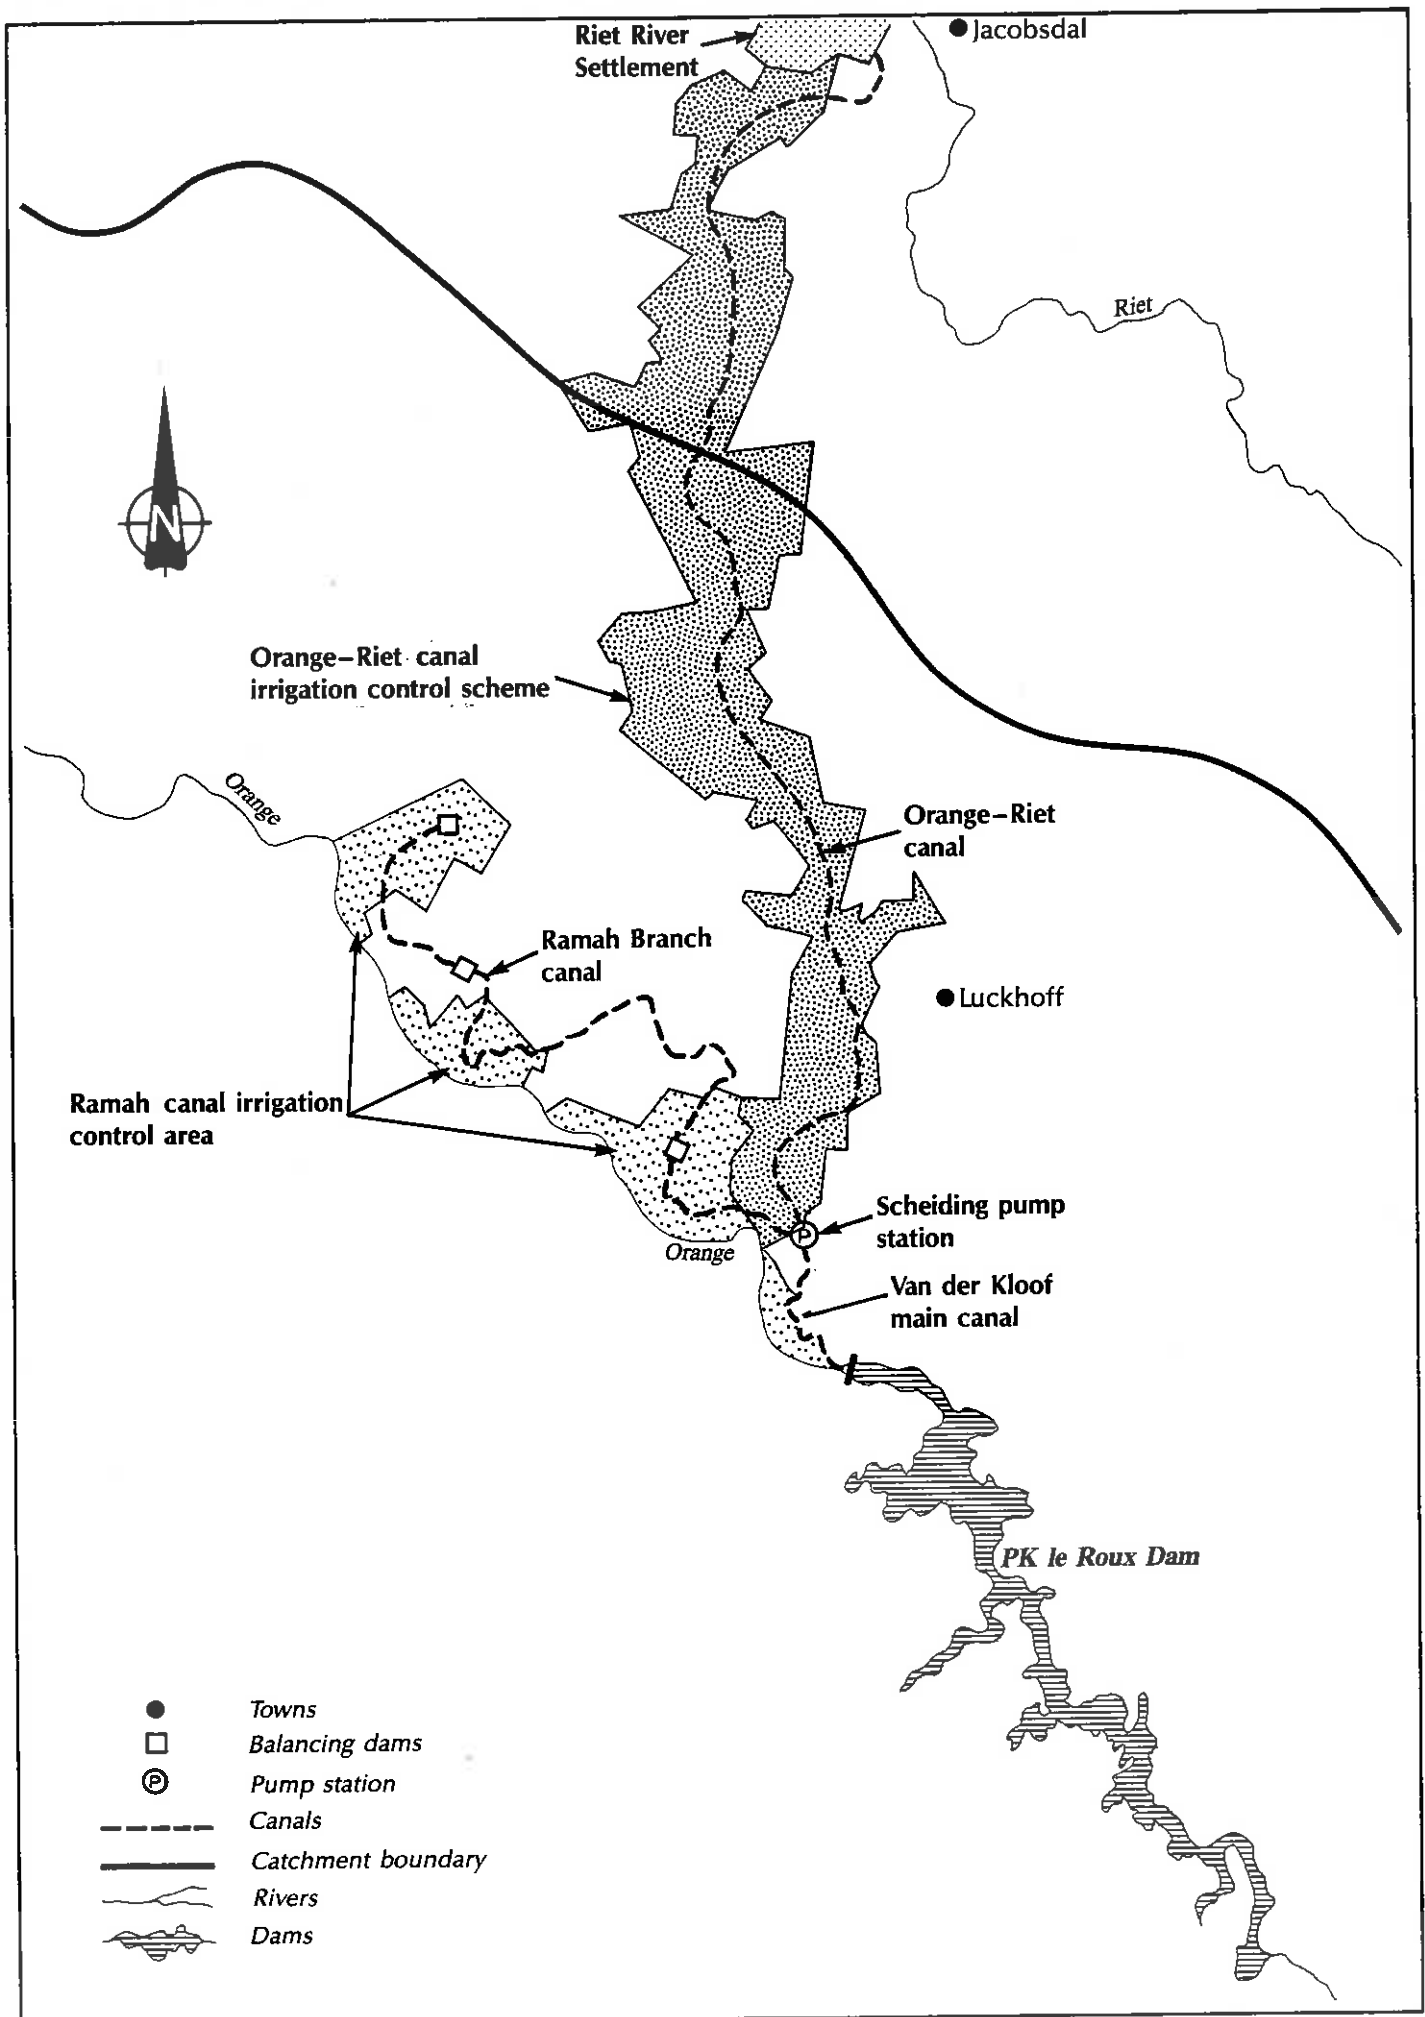 Riet River
Settlement
Jacobsdal
Riet
N
Orange–Riet canal
irrigation control scheme
Orange
Orange–Riet
canal
Ramah Branch
canal
Luckhoff
Ramah canal irrigation
control area
Scheiding pump
station
P
Orange
Van der Kloof
main canal
PK le Roux Dam
Towns
Balancing dams
P
Pump station
Canals
Catchment boundary
Rivers
Dams